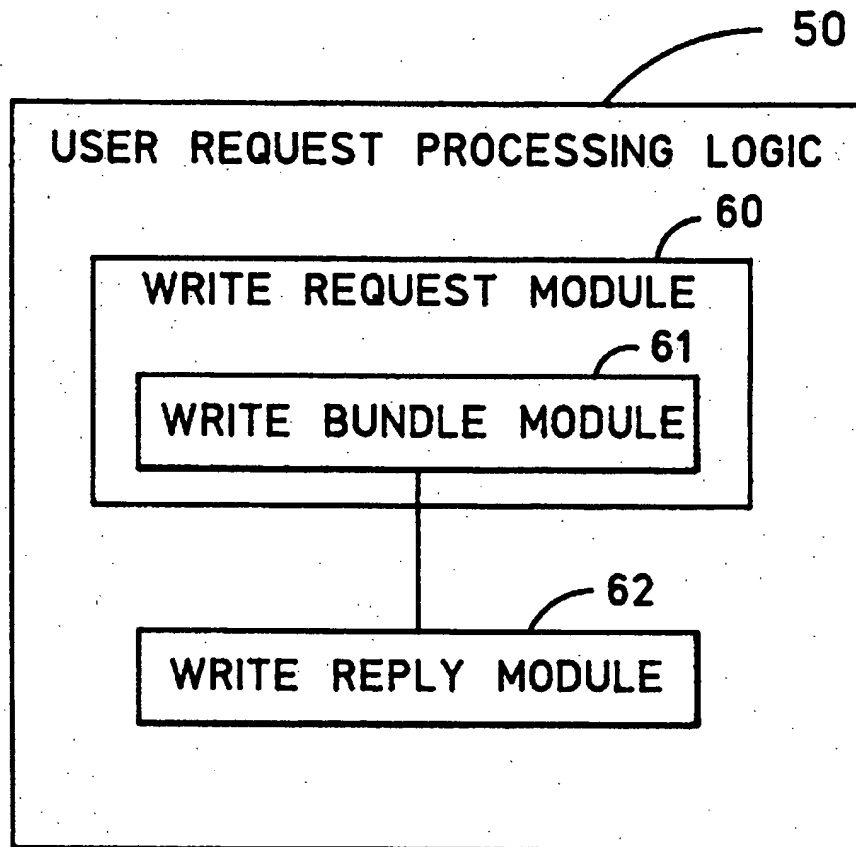 50
USER REQUEST PROCESSING LOGIC
60
WRITE REQUEST MODULE
61
WRITE BUNDLE MODULE
62
WRITE REPLY MODULE